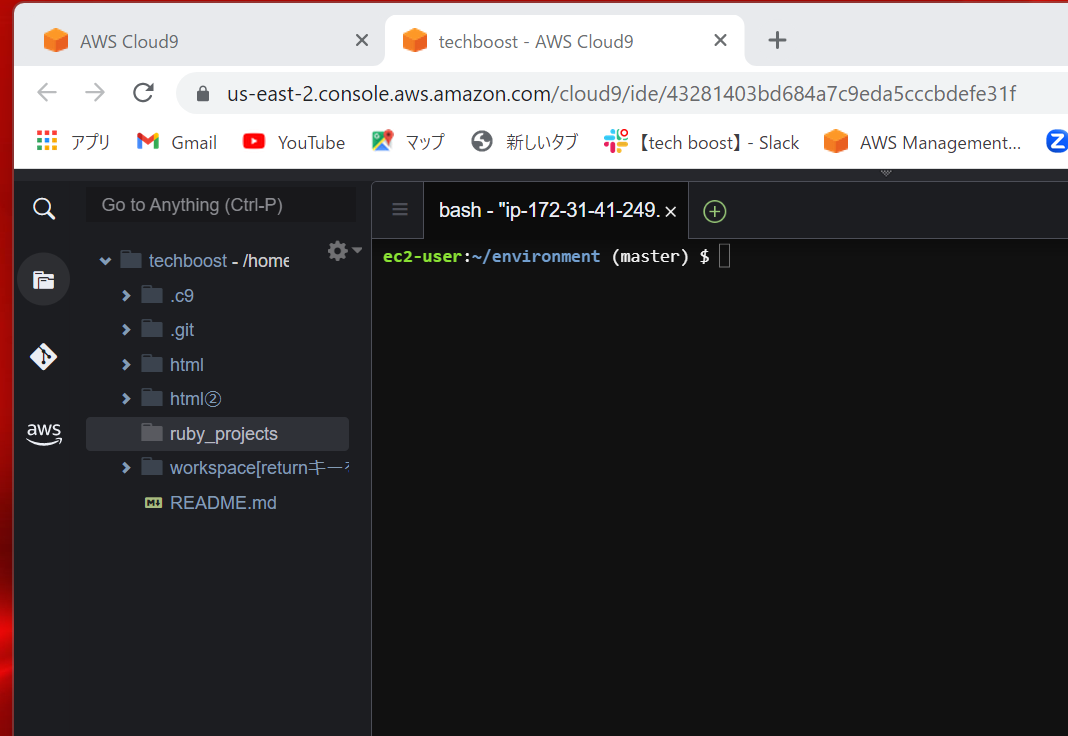 AWS Cloud9
techboost - AWS Cloud9
us-east-2.console.aws.amazon.com/cloud9/ide/43281403bd684a7c9eda5cccbdefe31f
アプリ Gmail YouTube マップ 新しいタブ 【tech boost】 - Slack AWS Management... Z
Go to Anything (Ctrl-P)
bash - "ip-172-31-41-249.
techboost - /home
ec2-user:~/environment (master) $
.c9
.git
html
html②
aws
ruby_projects
workspace[returnキーを
M↓ README.md